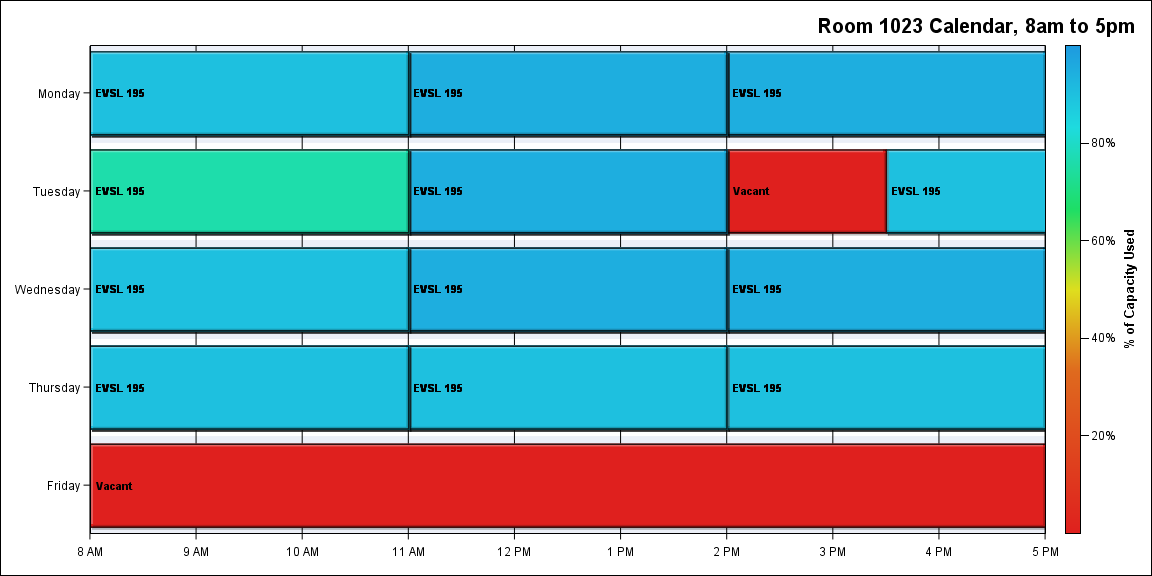 Room 1023 Calendar, 8am to 5pm
Monday
EVSL 195
EVSL 195
EVSL 195
Tuesday
EVSL 195
EVSL 195
Vacant
EVSL 195
Wednesday
EVSL 195
EVSL 195
EVSL 195
Thursday
EVSL 195
EVSL 195
EVSL 195
Friday
Vacant
8 AM
9 AM
10 AM
11 AM
12 PM
1 PM
2 PM
3 PM
4 PM
5 PM
80%
60%
40%
20%
% of Capacity Used